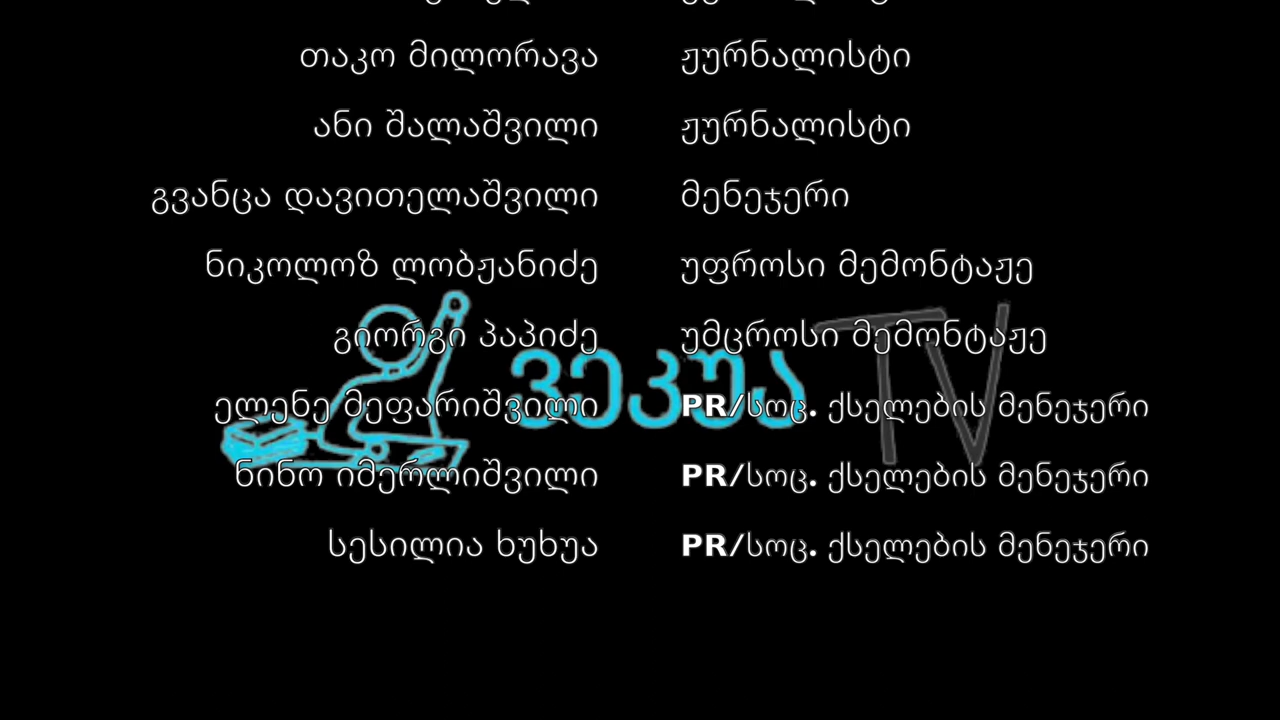 თაკო მილორავა ჟურნალისტი
ანი შალაშვილი ჟურნალისტი
გვანცა დავითელაშვილი მენეჯერი
ნიკოლოზ ლობჟანიძე უფროსი მემონტაჟე
გიორგი პაპიძე უმცროსი მემონტაჟე
ვეკუა TV
ელენე მეფარიშვილი PR/სოც. ქსელების მენეჯერი
ნინო იმერლიშვილი PR/სოც. ქსელების მენეჯერი
სესილია ხუხუა PR/სოც. ქსელების მენეჯერი